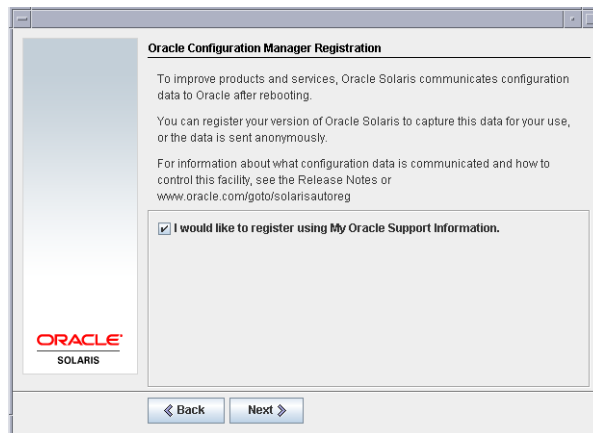 Oracle Configuration Manager Registration
To improve products and services, Oracle Solaris communicates configuration
data to Oracle after rebooting.
You can register your version of Oracle Solaris to capture this data for your use,
or the data is sent anonymously.
For information about what configuration data is communicated and how to
control this facility, see the Release Notes or
www.oracle.com/goto/solarisautoreg
I would like to register using My Oracle Support Information.
ORACLE
SOLARIS
Back Next